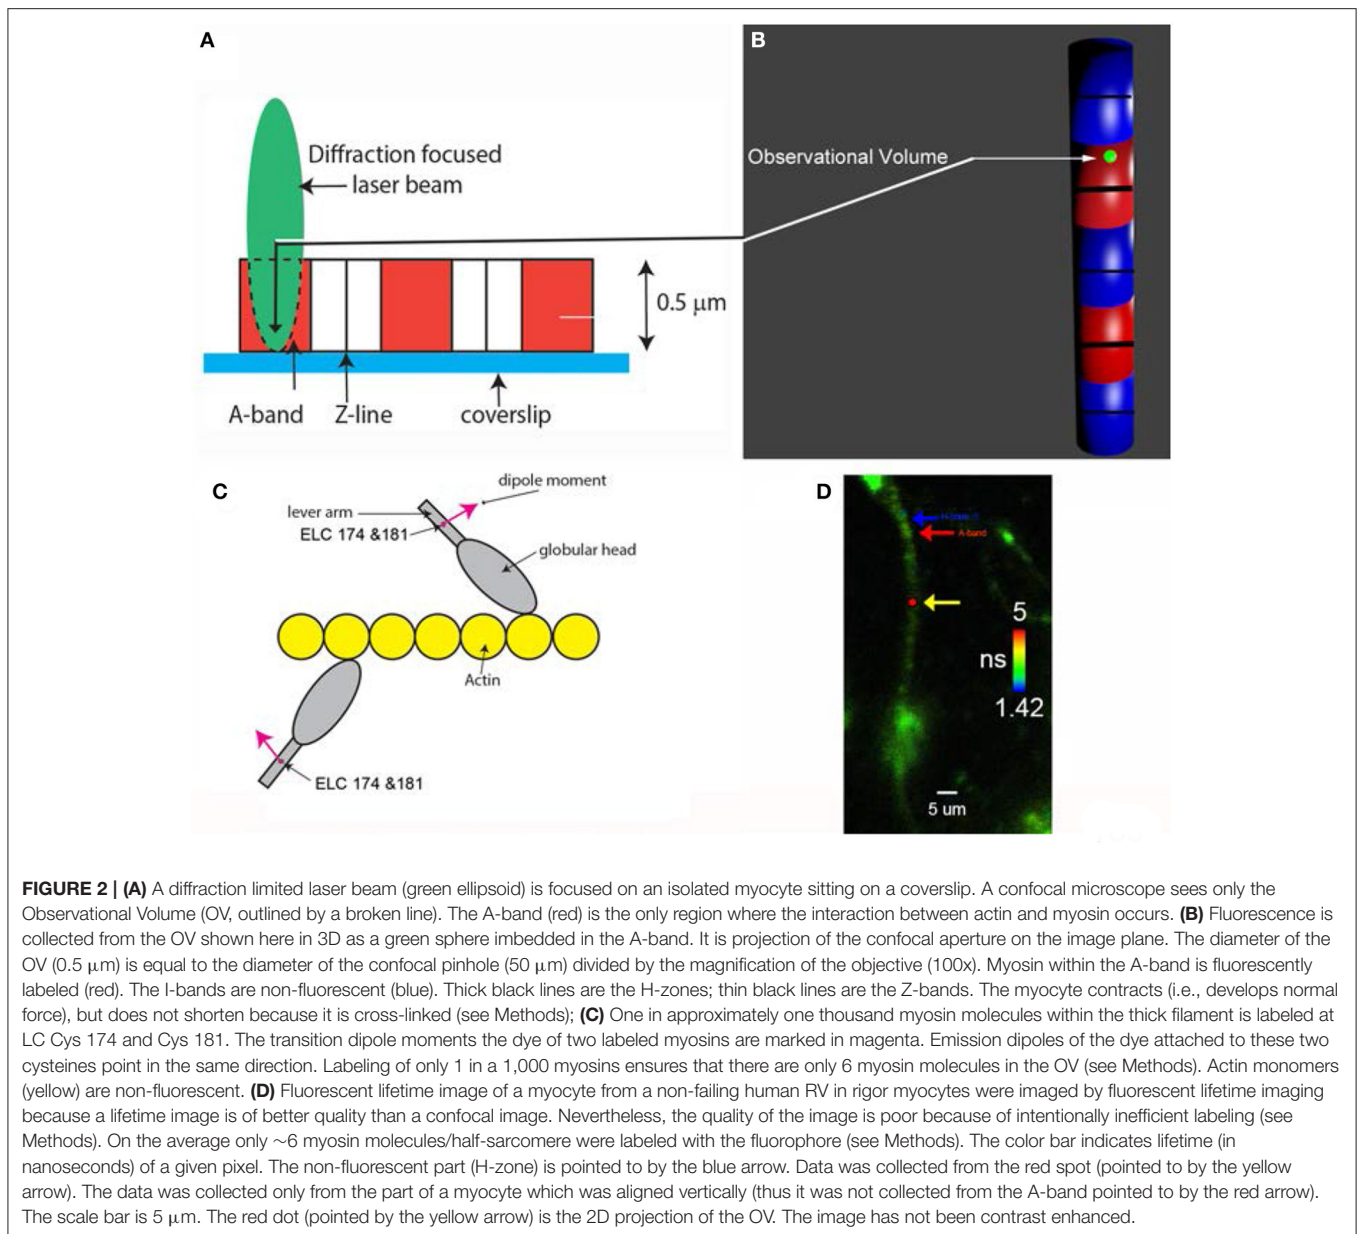 A
B
Diffraction focused
laser beam
Observational Volume
0.5 µm
A-band
Z-line
coverslip
C
dipole moment
lever arm
ELC 174 &181
globular head
Actin
ELC 174 &181
D
H-zone
A-band
5
ns
1.42
5 um
FIGURE 2 | (A) A diffraction limited laser beam (green ellipsoid) is focused on an isolated myocyte sitting on a coverslip. A confocal microscope sees only the
Observational Volume (OV, outlined by a broken line). The A-band (red) is the only region where the interaction between actin and myosin occurs. (B) Fluorescence is
collected from the OV shown here in 3D as a green sphere imbedded in the A-band. It is projection of the confocal aperture on the image plane. The diameter of the
OV (0.5 µm) is equal to the diameter of the confocal pinhole (50 µm) divided by the magnification of the objective (100x). Myosin within the A-band is fluorescently
labeled (red). The I-bands are non-fluorescent (blue). Thick black lines are the H-zones; thin black lines are the Z-bands. The myocyte contracts (i.e., develops normal
force), but does not shorten because it is cross-linked (see Methods); (C) One in approximately one thousand myosin molecules within the thick filament is labeled at
LC Cys 174 and Cys 181. The transition dipole moments the dye of two labeled myosins are marked in magenta. Emission dipoles of the dye attached to these two
cysteines point in the same direction. Labeling of only 1 in a 1,000 myosins ensures that there are only 6 myosin molecules in the OV (see Methods). Actin monomers
(yellow) are non-fluorescent. (D) Fluorescent lifetime image of a myocyte from a non-failing human RV in rigor myocytes were imaged by fluorescent lifetime imaging
because a lifetime image is of better quality than a confocal image. Nevertheless, the quality of the image is poor because of intentionally inefficient labeling (see
Methods). On the average only ~6 myosin molecules/half-sarcomere were labeled with the fluorophore (see Methods). The color bar indicates lifetime (in
nanoseconds) of a given pixel. The non-fluorescent part (H-zone) is pointed to by the blue arrow. Data was collected from the red spot (pointed to by the yellow
arrow). The data was collected only from the part of a myocyte which was aligned vertically (thus it was not collected from the A-band pointed to by the red arrow).
The scale bar is 5 µm. The red dot (pointed by the yellow arrow) is the 2D projection of the OV. The image has not been contrast enhanced.